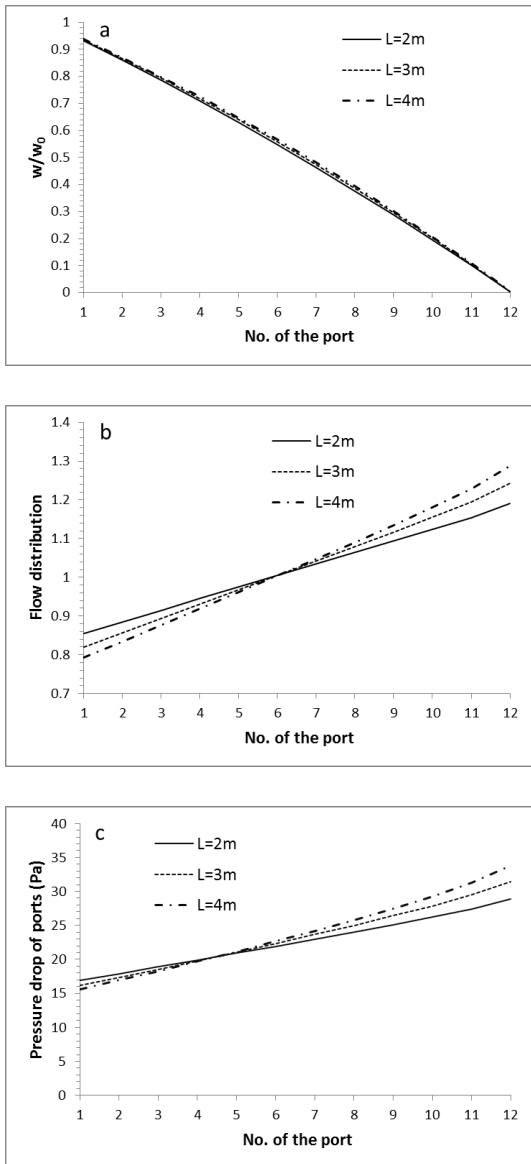 a
1
0.9
0.8
0.7
0.6
0.5
0.4
0.3
0.2
0.1
0
w/w0
L=2m
L=3m
L=4m
1 2 3 4 5 6 7 8 9 10 11 12
No. of the port
b
1.4
1.3
1.2
1.1
1
0.9
0.8
0.7
Flow distribution
L=2m
L=3m
L=4m
1 2 3 4 5 6 7 8 9 10 11 12
No. of the port
c
40
35
30
25
20
15
10
5
0
Pressure drop of ports (Pa)
L=2m
L=3m
L=4m
1 2 3 4 5 6 7 8 9 10 11 12
No. of the port